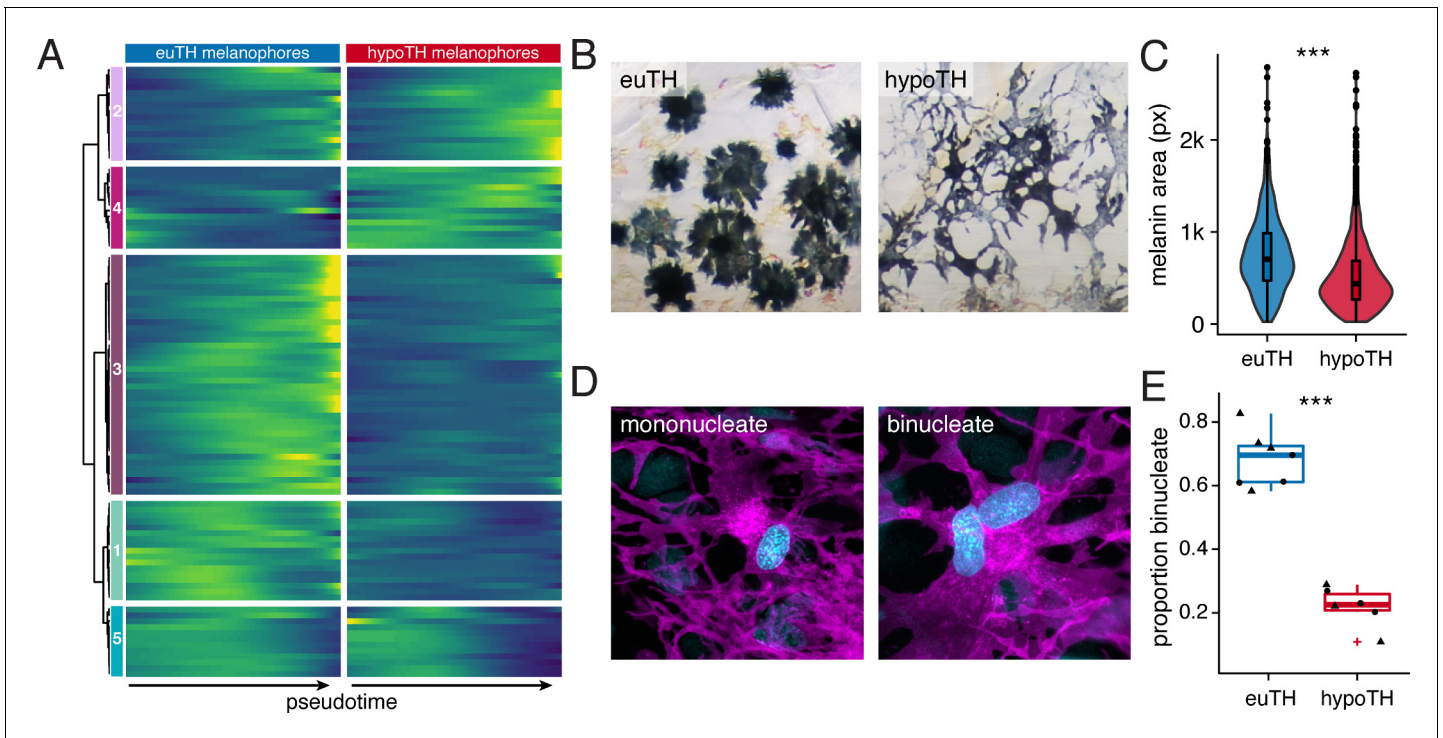 A
euTH melanophores
hypoTH melanophores
2
4
3
1
5
pseudotime
B
euTH
hypoTH
C
***
melanin area (px)
2k
1k
0
euTH
hypoTH
D
mononucleate
binucleate
E
***
proportion binucleate
0.8
0.6
0.4
0.2
euTH
hypoTH